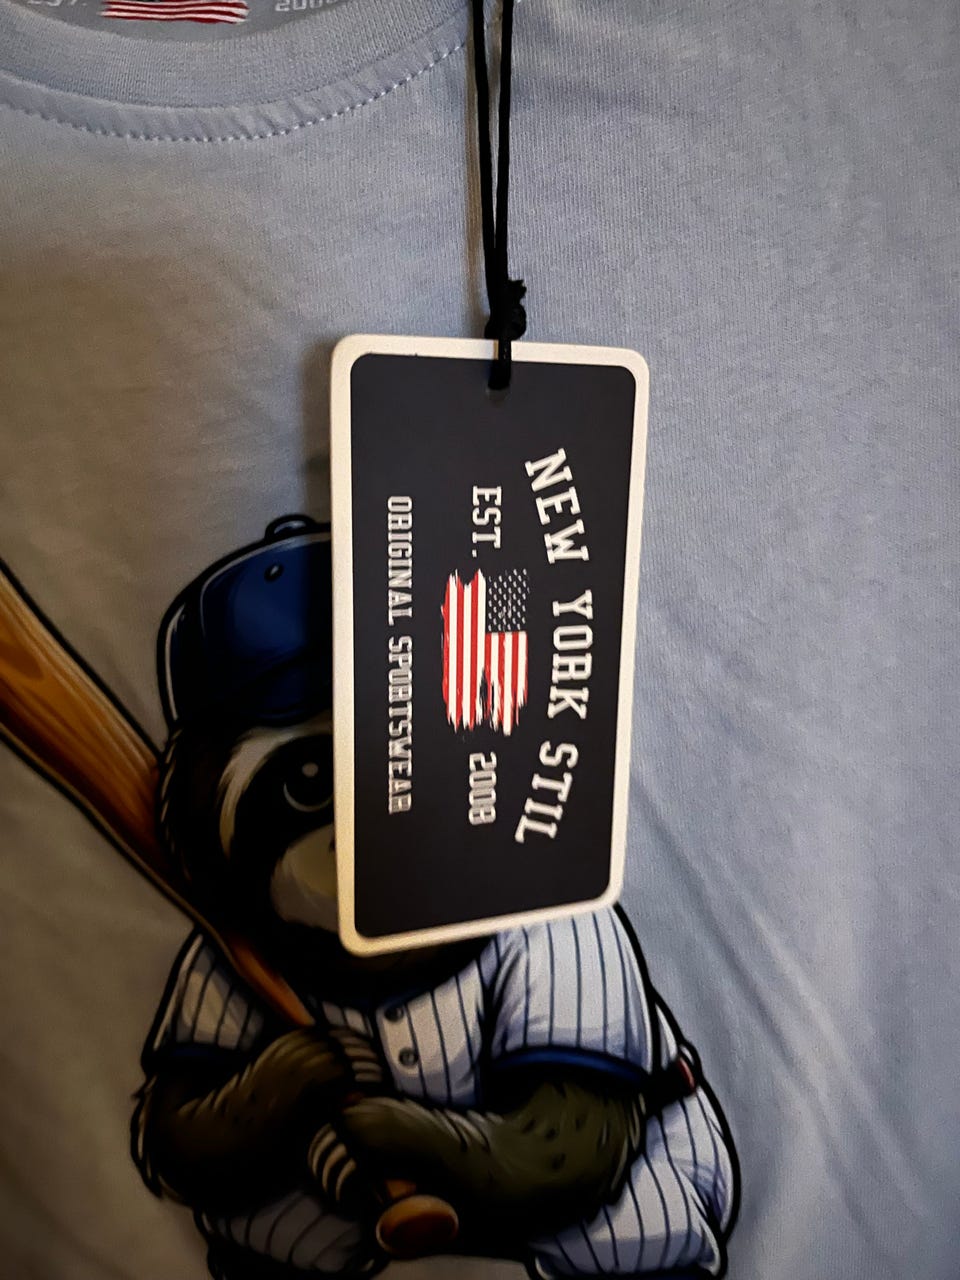 NEW YORK STIL
EST. 2008
ORIGINAL SPORTSWEAR